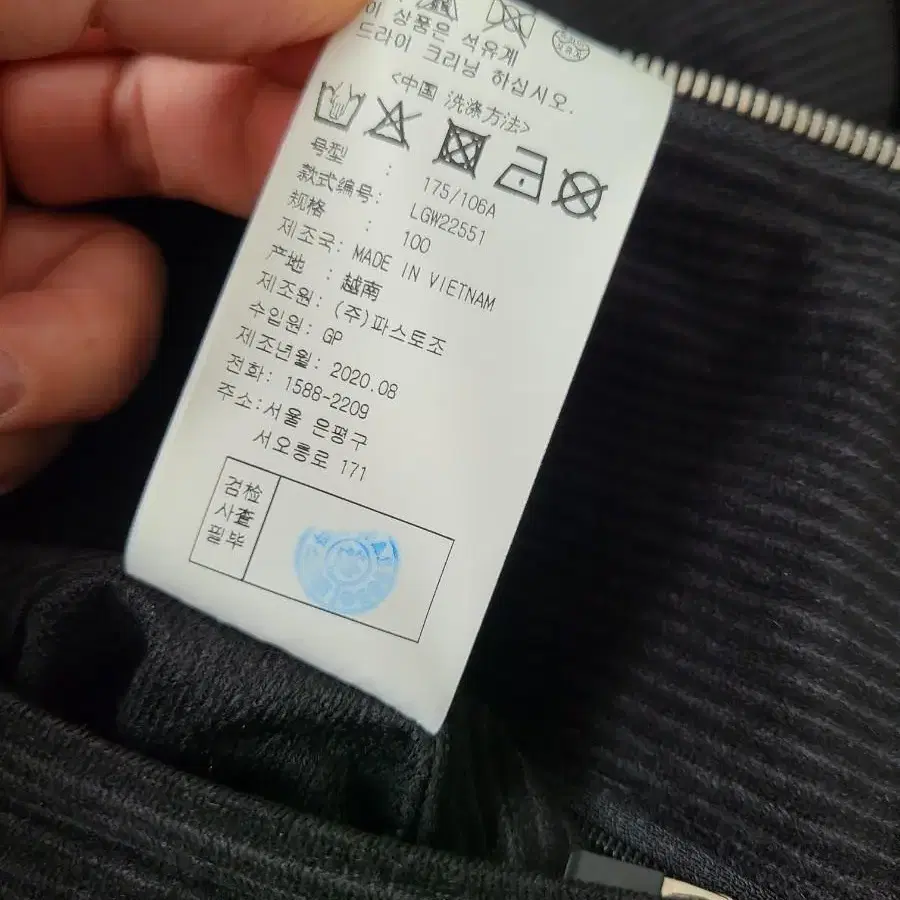 이 상품은 석유계
드라이 크리닝 하십시오.
<中国 洗涤方法>
号型 : 175/106A
款式编号: LGW22551
规格 : 100
제조국: MADE IN VIETNAM
产地 : 越南
제조원: (주)파스토조
수입원: GP
제조년월: 2020.08
전화: 1588-2209
주소:서울 은평구
서오릉로 171
검检
사查
필毕